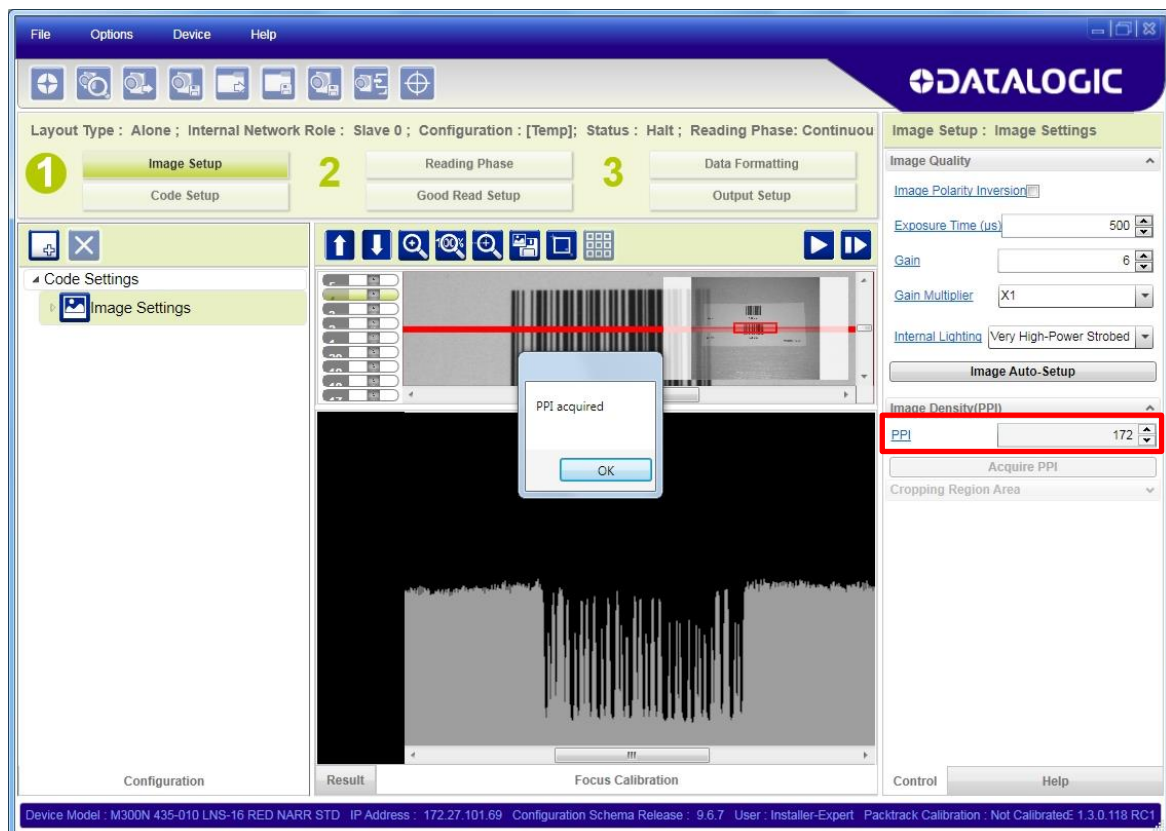 File Options Device Help
DATALOGIC
Layout Type : Alone ; Internal Network Role : Slave 0 ; Configuration : [Temp]; Status : Halt ; Reading Phase: Continuou
1 Image Setup 2 Reading Phase 3 Data Formatting
Code Setup Good Read Setup Output Setup
Image Setup : Image Settings
Image Quality
Image Polarity Inversion
Exposure Time (µs) 500
Gain 6
Gain Multiplier X1
Internal Lighting Very High-Power Strobed
Image Auto-Setup
Image Density(PPI)
PPI 172
Acquire PPI
Cropping Region Area
Code Settings
Image Settings
100%
PPI acquired
OK
Configuration
Result Focus Calibration
Control Help
Device Model : M300N 435-010 LNS-16 RED NARR STD IP Address : 172.27.101.69 Configuration Schema Release : 9.6.7 User : Installer-Expert Packtrack Calibration : Not Calibrated 1.3.0.118 RC1